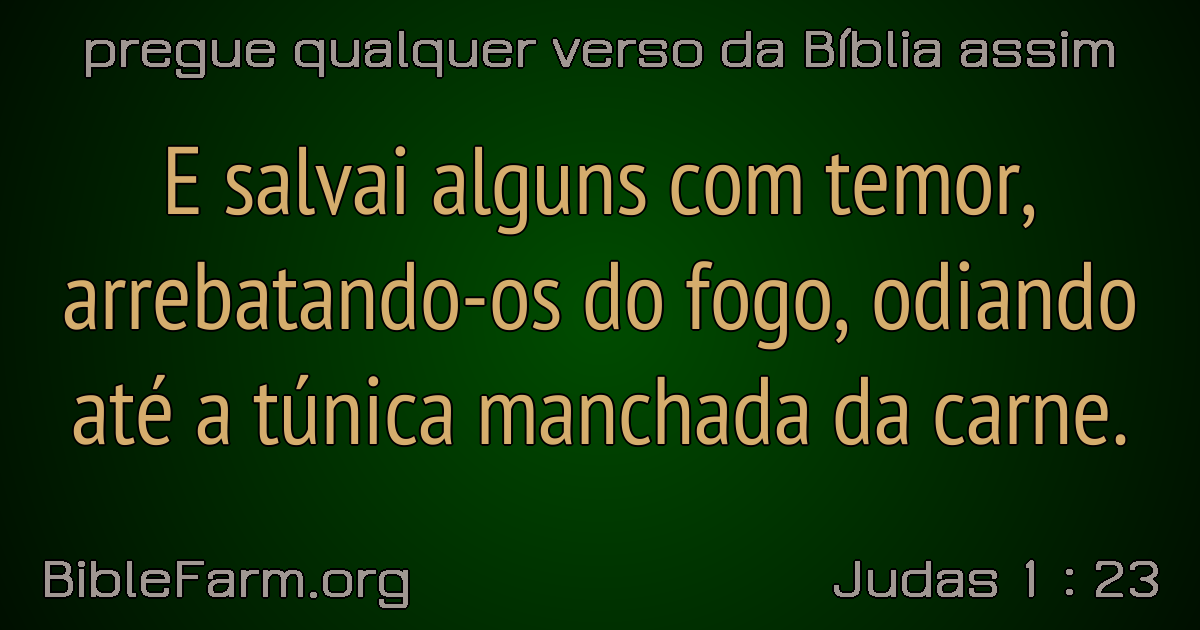 pregue qualquer verso da Bíblia assim
E salvai alguns com temor,
arrebatando-os do fogo, odiando
até a túnica manchada da carne.
BibleFarm.org
Judas 1 : 23